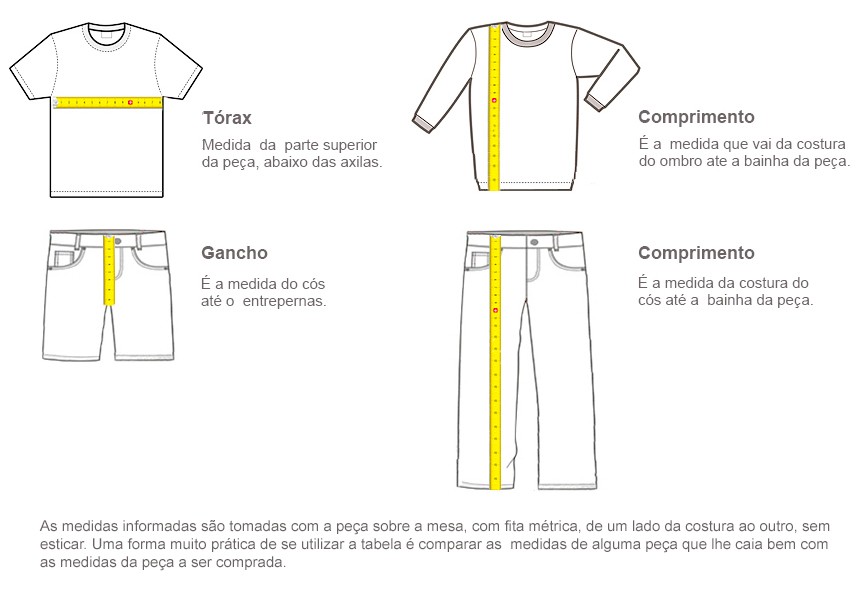 Tórax
Medida da parte superior
da peça, abaixo das axilas.
Comprimento
É a medida que vai da costura
do ombro ate a bainha da peça.
Gancho
É a medida do cós
até o entrepernas.
Comprimento
É a medida da costura do
cós até a bainha da peça.
As medidas informadas são tomadas com a peça sobre a mesa, com fita métrica, de um lado da costura ao outro, sem
esticar. Uma forma muito prática de se utilizar a tabela é comparar as medidas de alguma peça que lhe caia bem com
as medidas da peça a ser comprada.